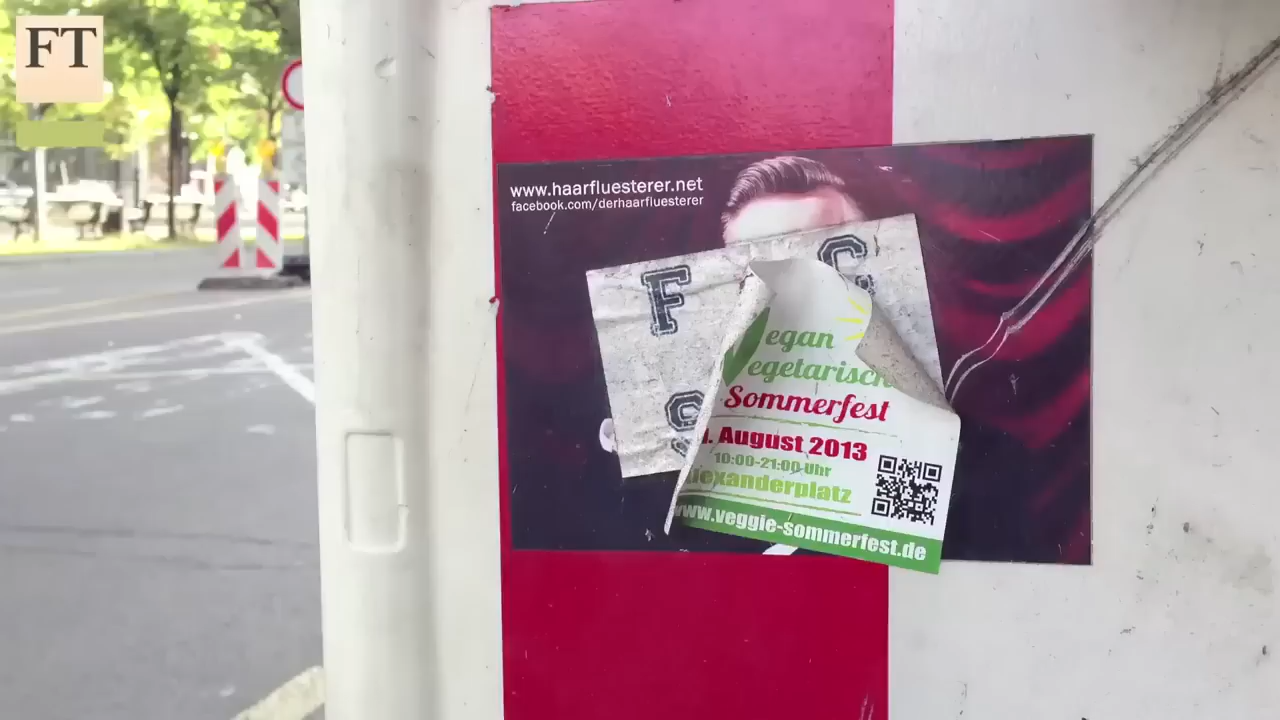 FT
www.haarfluesterer.net
facebook.com/derhaarfluesterer
F C
S
egan
egetarisch
Sommerfest
. August 2013
10:00-21:00 Uhr
lexanderplatz
www.veggie-sommerfest.de